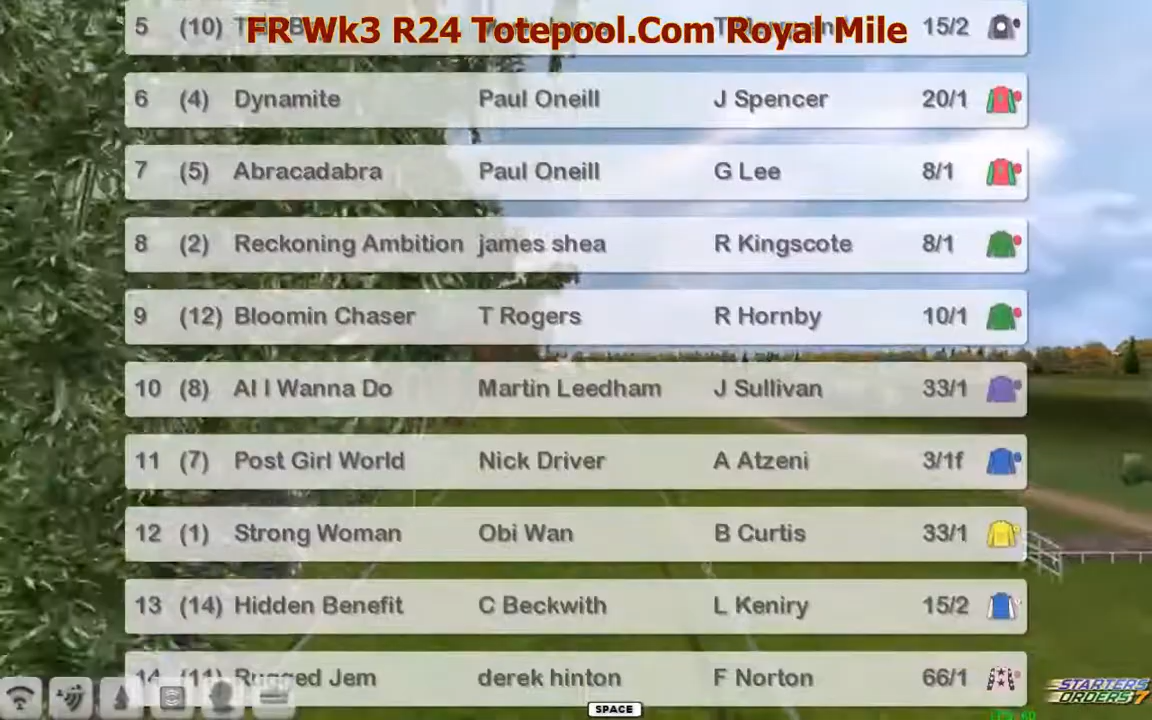 FR Wk3 R24 Totepool.Com Royal Mile
5 (10) 15/2
6 (4) Dynamite Paul Oneill J Spencer 20/1
7 (5) Abracadabra Paul Oneill G Lee 8/1
8 (2) Reckoning Ambition james shea R Kingscote 8/1
9 (12) Bloomin Chaser T Rogers R Hornby 10/1
10 (8) Al I Wanna Do Martin Leedham J Sullivan 33/1
11 (7) Post Girl World Nick Driver A Atzeni 3/1f
12 (1) Strong Woman Obi Wan B Curtis 33/1
13 (14) Hidden Benefit C Beckwith L Keniry 15/2
14 (11) Rugged Jem derek hinton F Norton 66/1
STARTERS
ORDERS 7
SPACE